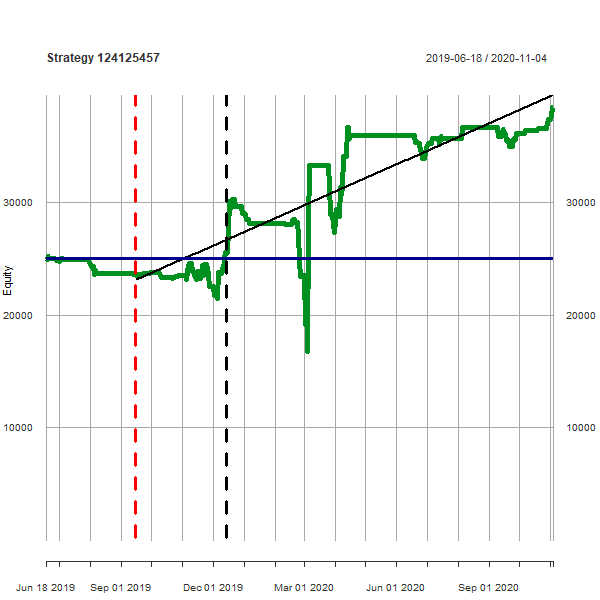 Strategy 124125457
2019-06-18 / 2020-11-04
Equity
30000 30000
20000 20000
10000 10000
Jun 18 2019 Sep 01 2019 Dec 01 2019 Mar 01 2020 Jun 01 2020 Sep 01 2020